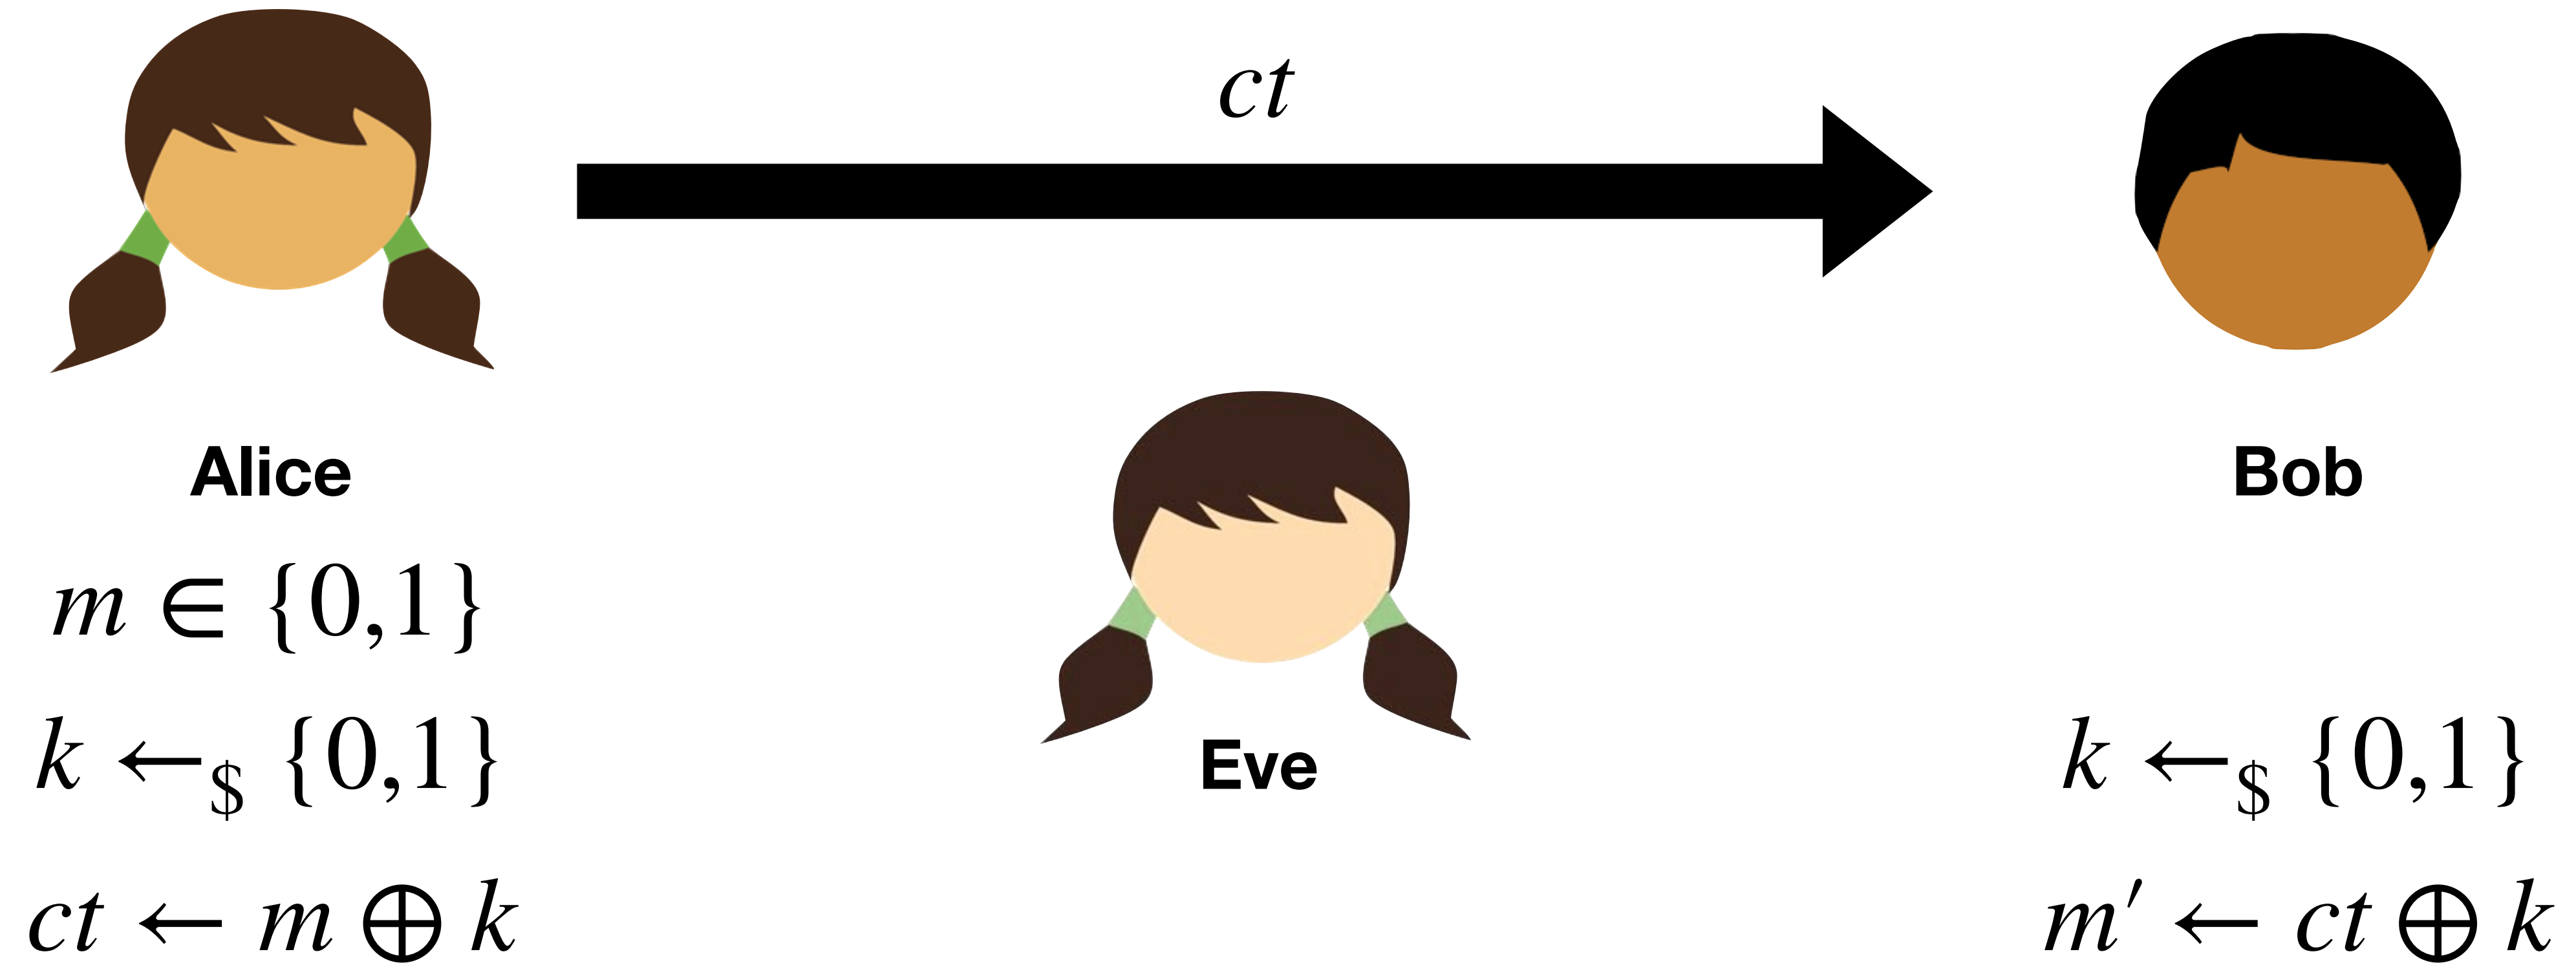 ct
Alice
m ∈ {0,1}
k ←$ {0,1}
ct ← m ⊕ k
Eve
Bob
k ←$ {0,1}
m′ ← ct ⊕ k